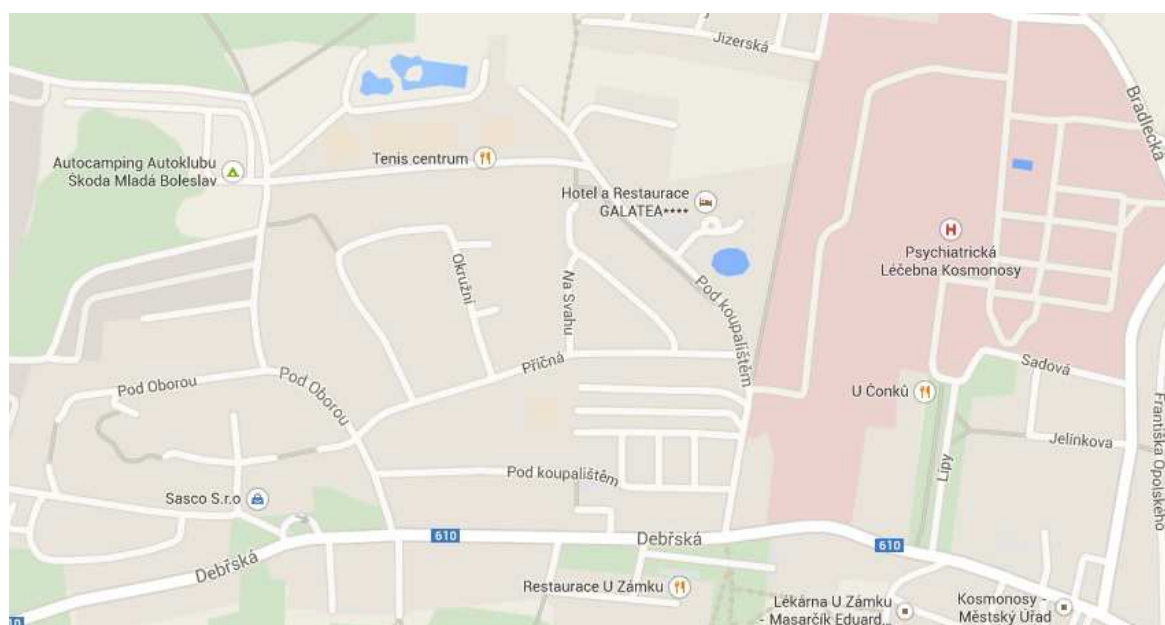 Jizerská
Bradlecká
Autocamping Autoklubu
Škoda Mladá Boleslav
Tenis centrum
Hotel a Restaurace
GALATEA****
H
Psychiatrická
Léčebna Kosmonosy
Okružní
Na Svahu
Pod koupalištěm
Příčná
Sadová
Pod Oborou
Pod Oborou
U Čonků
Františka Opolského
Jelínkova
Lípy
Pod koupalištěm
Sasco S.r.o
610
Debřská
610
Debřská
Restaurace U Zámku
Lékárna U Zámku
- Masarčík Eduard...
Kosmonosy -
Městský Úřad
610